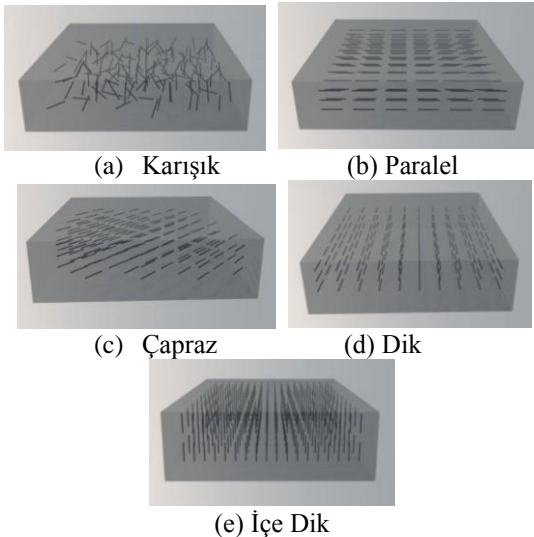 (a) Karışık
(b) Paralel
(c) Çapraz
(d) Dik
(e) İçe Dik